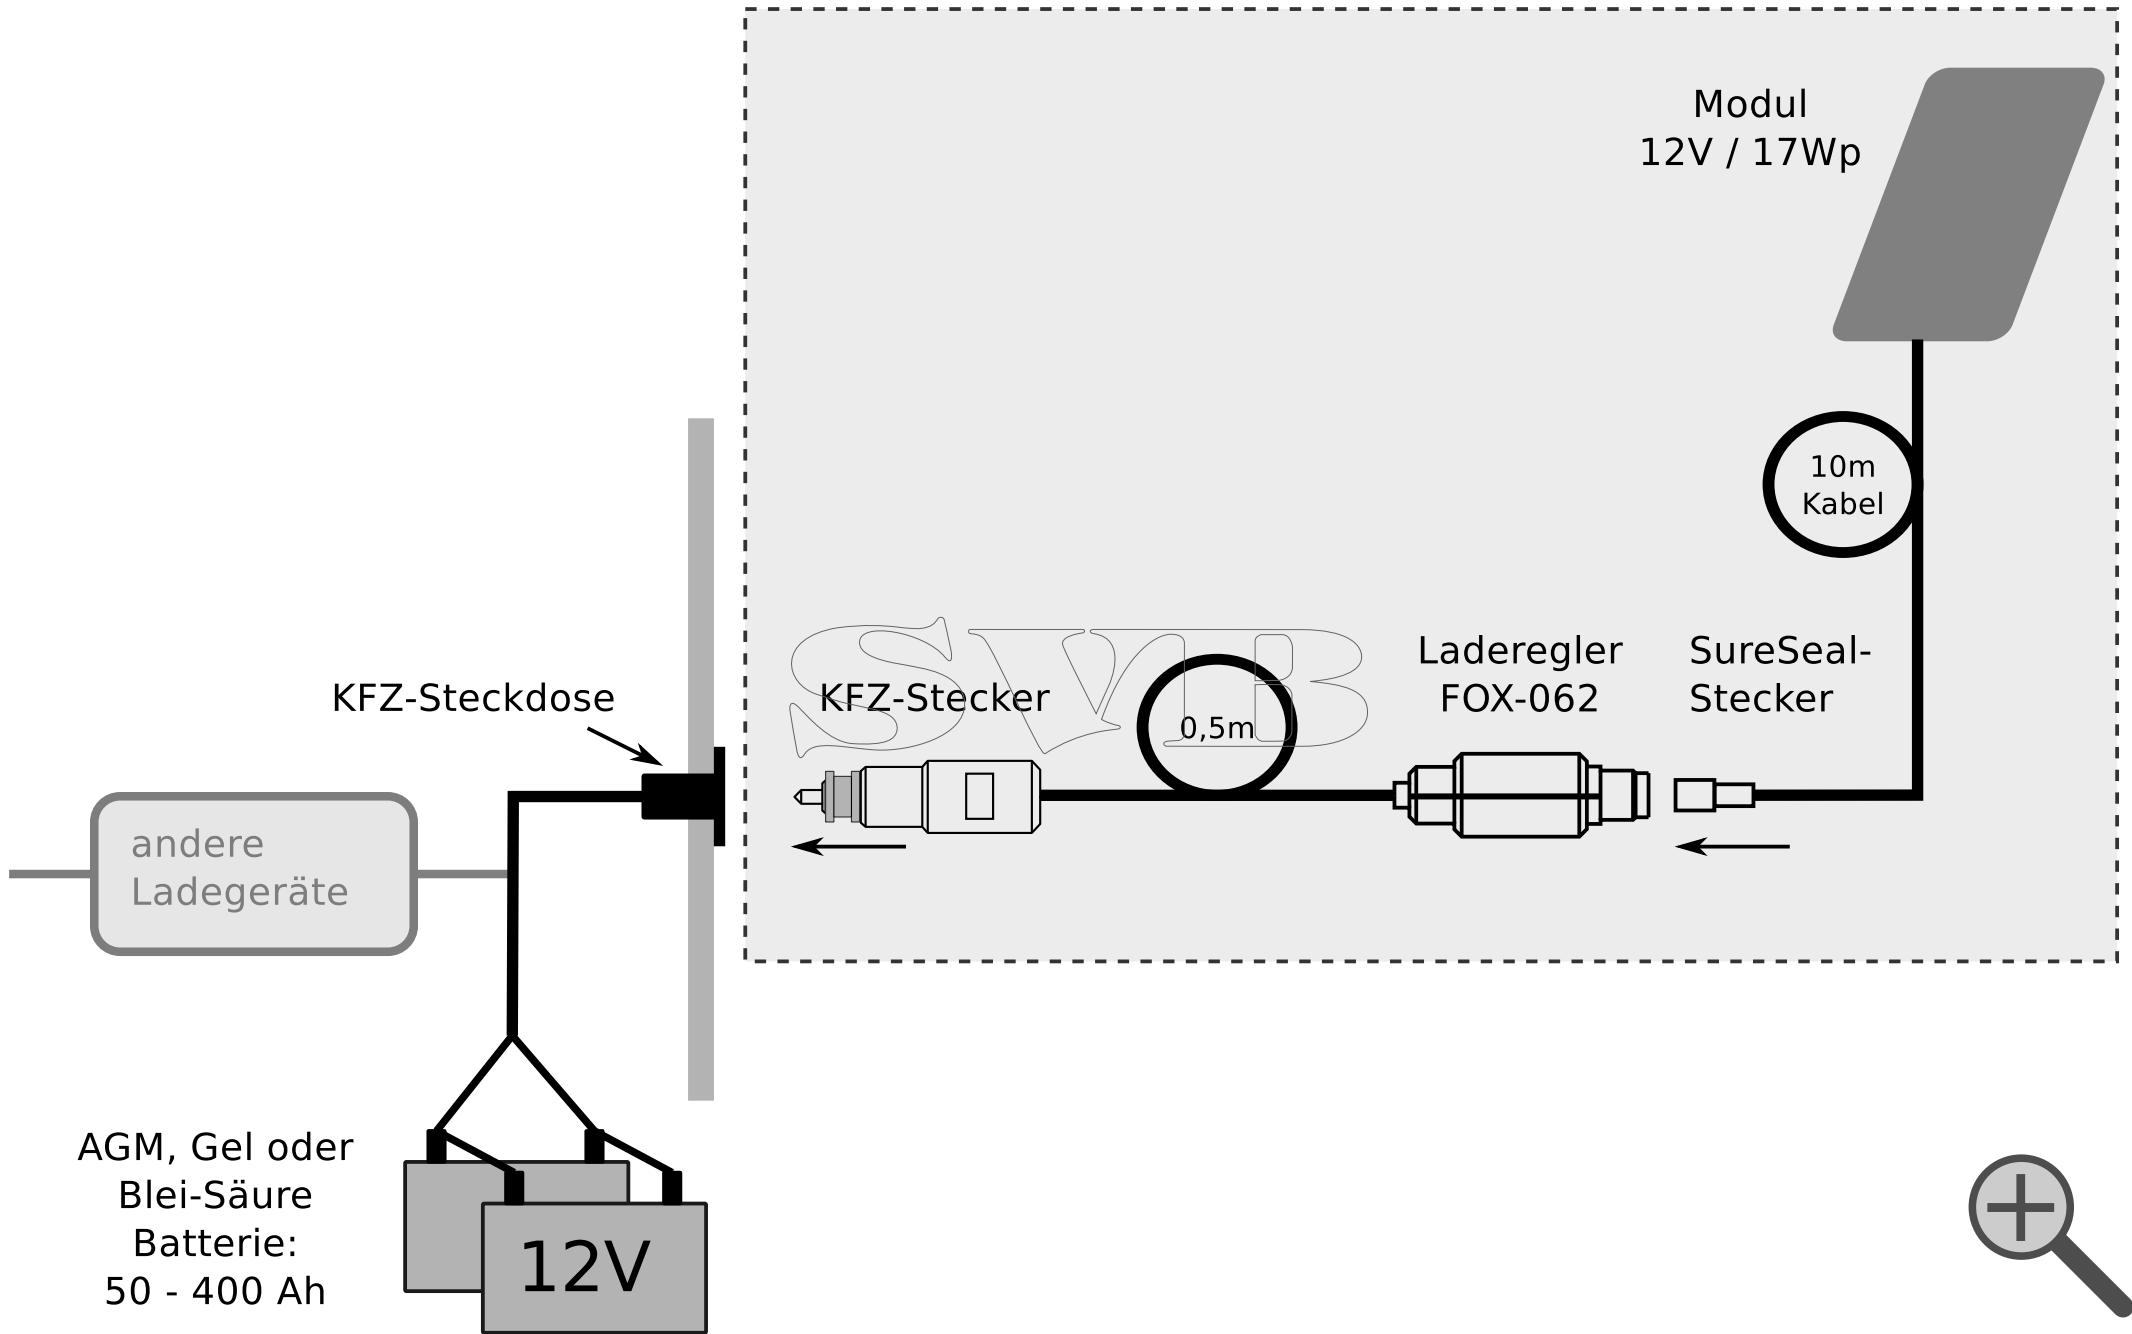 Modul
12V / 17Wp
10m
Kabel
Laderegler
FOX-062
SureSeal-
Stecker
KFZ-Steckdose
KFZ-Stecker
0,5m
SVB
andere
Ladegeräte
AGM, Gel oder
Blei-Säure
Batterie:
50 - 400 Ah
12V